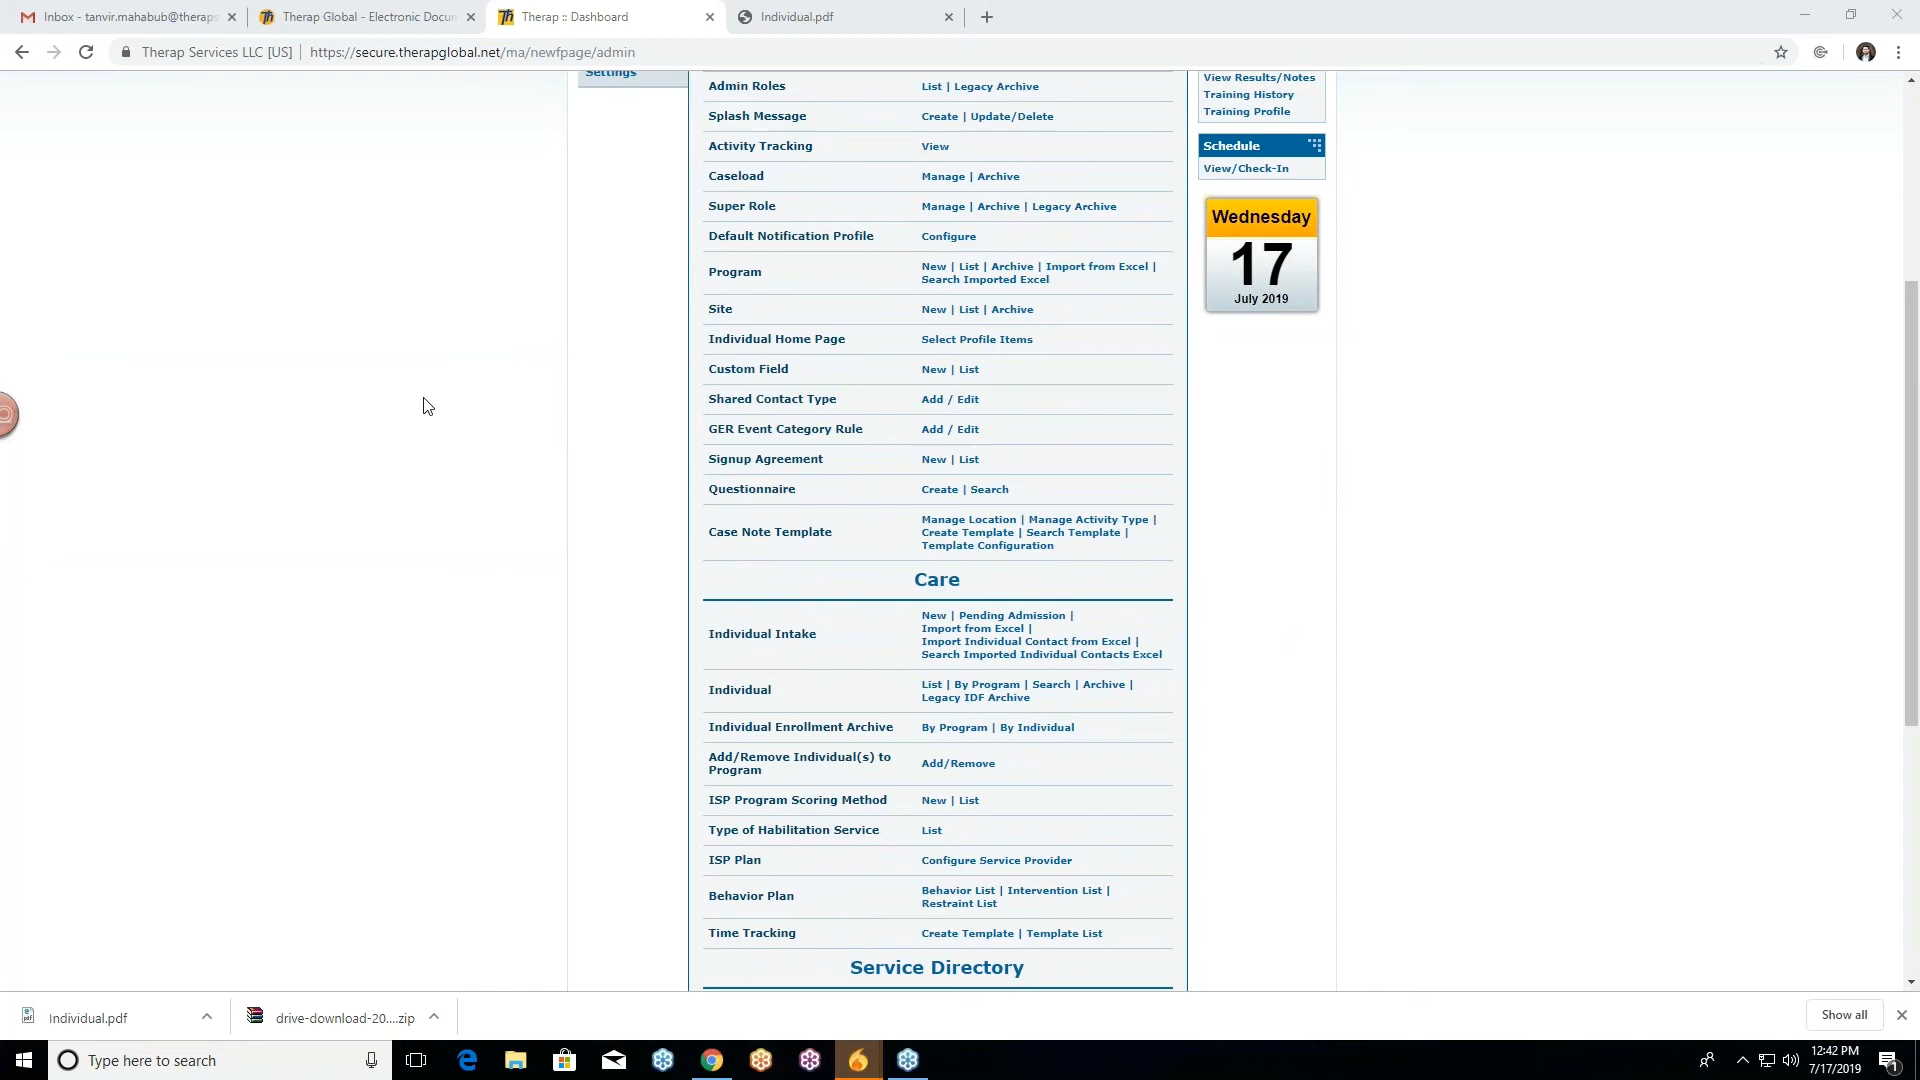 Inbox - tanvir.mahabub@therap
Therap Global - Electronic Docun
Therap :: Dashboard
Individual.pdf
Therap Services LLC [US] | https://secure.therapglobal.net/ma/newfpage/admin
Settings
Admin Roles List | Legacy Archive
Splash Message Create | Update/Delete
Activity Tracking View
Caseload Manage | Archive
Super Role Manage | Archive | Legacy Archive
Default Notification Profile Configure
Program New | List | Archive | Import from Excel |
Search Imported Excel
Site New | List | Archive
Individual Home Page Select Profile Items
Custom Field New | List
Shared Contact Type Add / Edit
GER Event Category Rule Add / Edit
Signup Agreement New | List
Questionnaire Create | Search
Case Note Template Manage Location | Manage Activity Type |
Create Template | Search Template |
Template Configuration
Care
Individual Intake New | Pending Admission |
Import from Excel |
Import Individual Contact from Excel |
Search Imported Individual Contacts Excel
Individual List | By Program | Search | Archive |
Legacy IDF Archive
Individual Enrollment Archive By Program | By Individual
Add/Remove Individual(s) to
Program Add/Remove
ISP Program Scoring Method New | List
Type of Habilitation Service List
ISP Plan Configure Service Provider
Behavior Plan Behavior List | Intervention List |
Restraint List
Time Tracking Create Template | Template List
Service Directory
View Results/Notes
Training History
Training Profile
Schedule
View/Check-In
Wednesday
17
July 2019
Individual.pdf
drive-download-20....zip
Show all
Type here to search
12:42 PM
7/17/2019
1